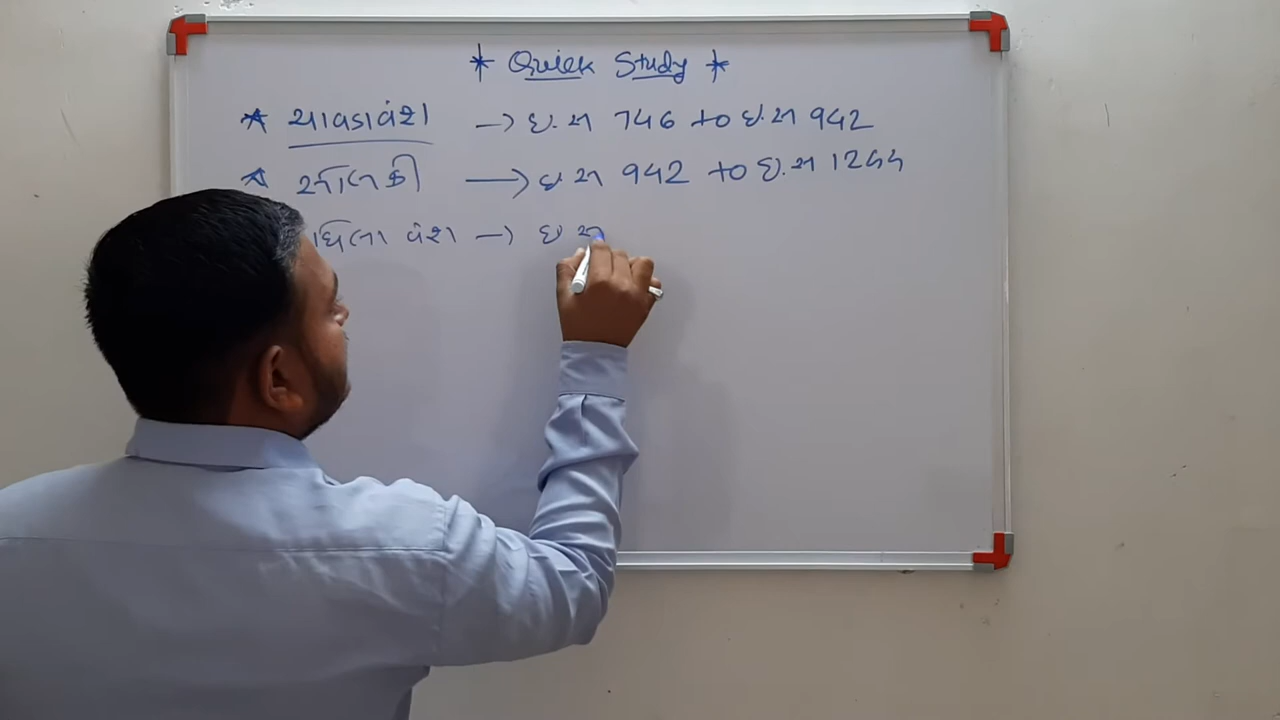 * Quick Study *
* ચાવડાવંશ → ઇ.સ 746 to ઇ.સ 942
* સોલંકી → ઇ સ 942 to ઇ.સ 1244
વાઘેલા વંશ → ઇ સ